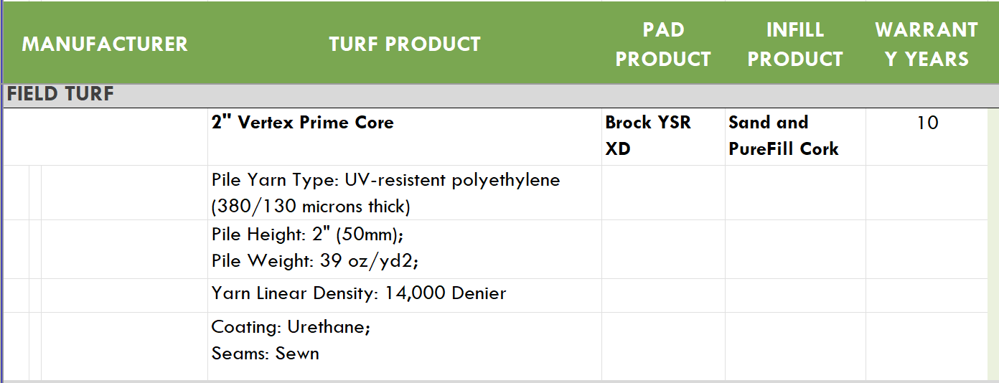 MANUFACTURER
TURF PRODUCT
PAD
PRODUCT
INFILL
PRODUCT
WARRANT
Y YEARS
FIELD TURF
2" Vertex Prime Core
Brock YSR
XD
Sand and
PureFill Cork
10
Pile Yarn Type: UV-resistent polyethylene
(380/130 microns thick)
Pile Height: 2" (50mm);
Pile Weight: 39 oz/yd2;
Yarn Linear Density: 14,000 Denier
Coating: Urethane;
Seams: Sewn